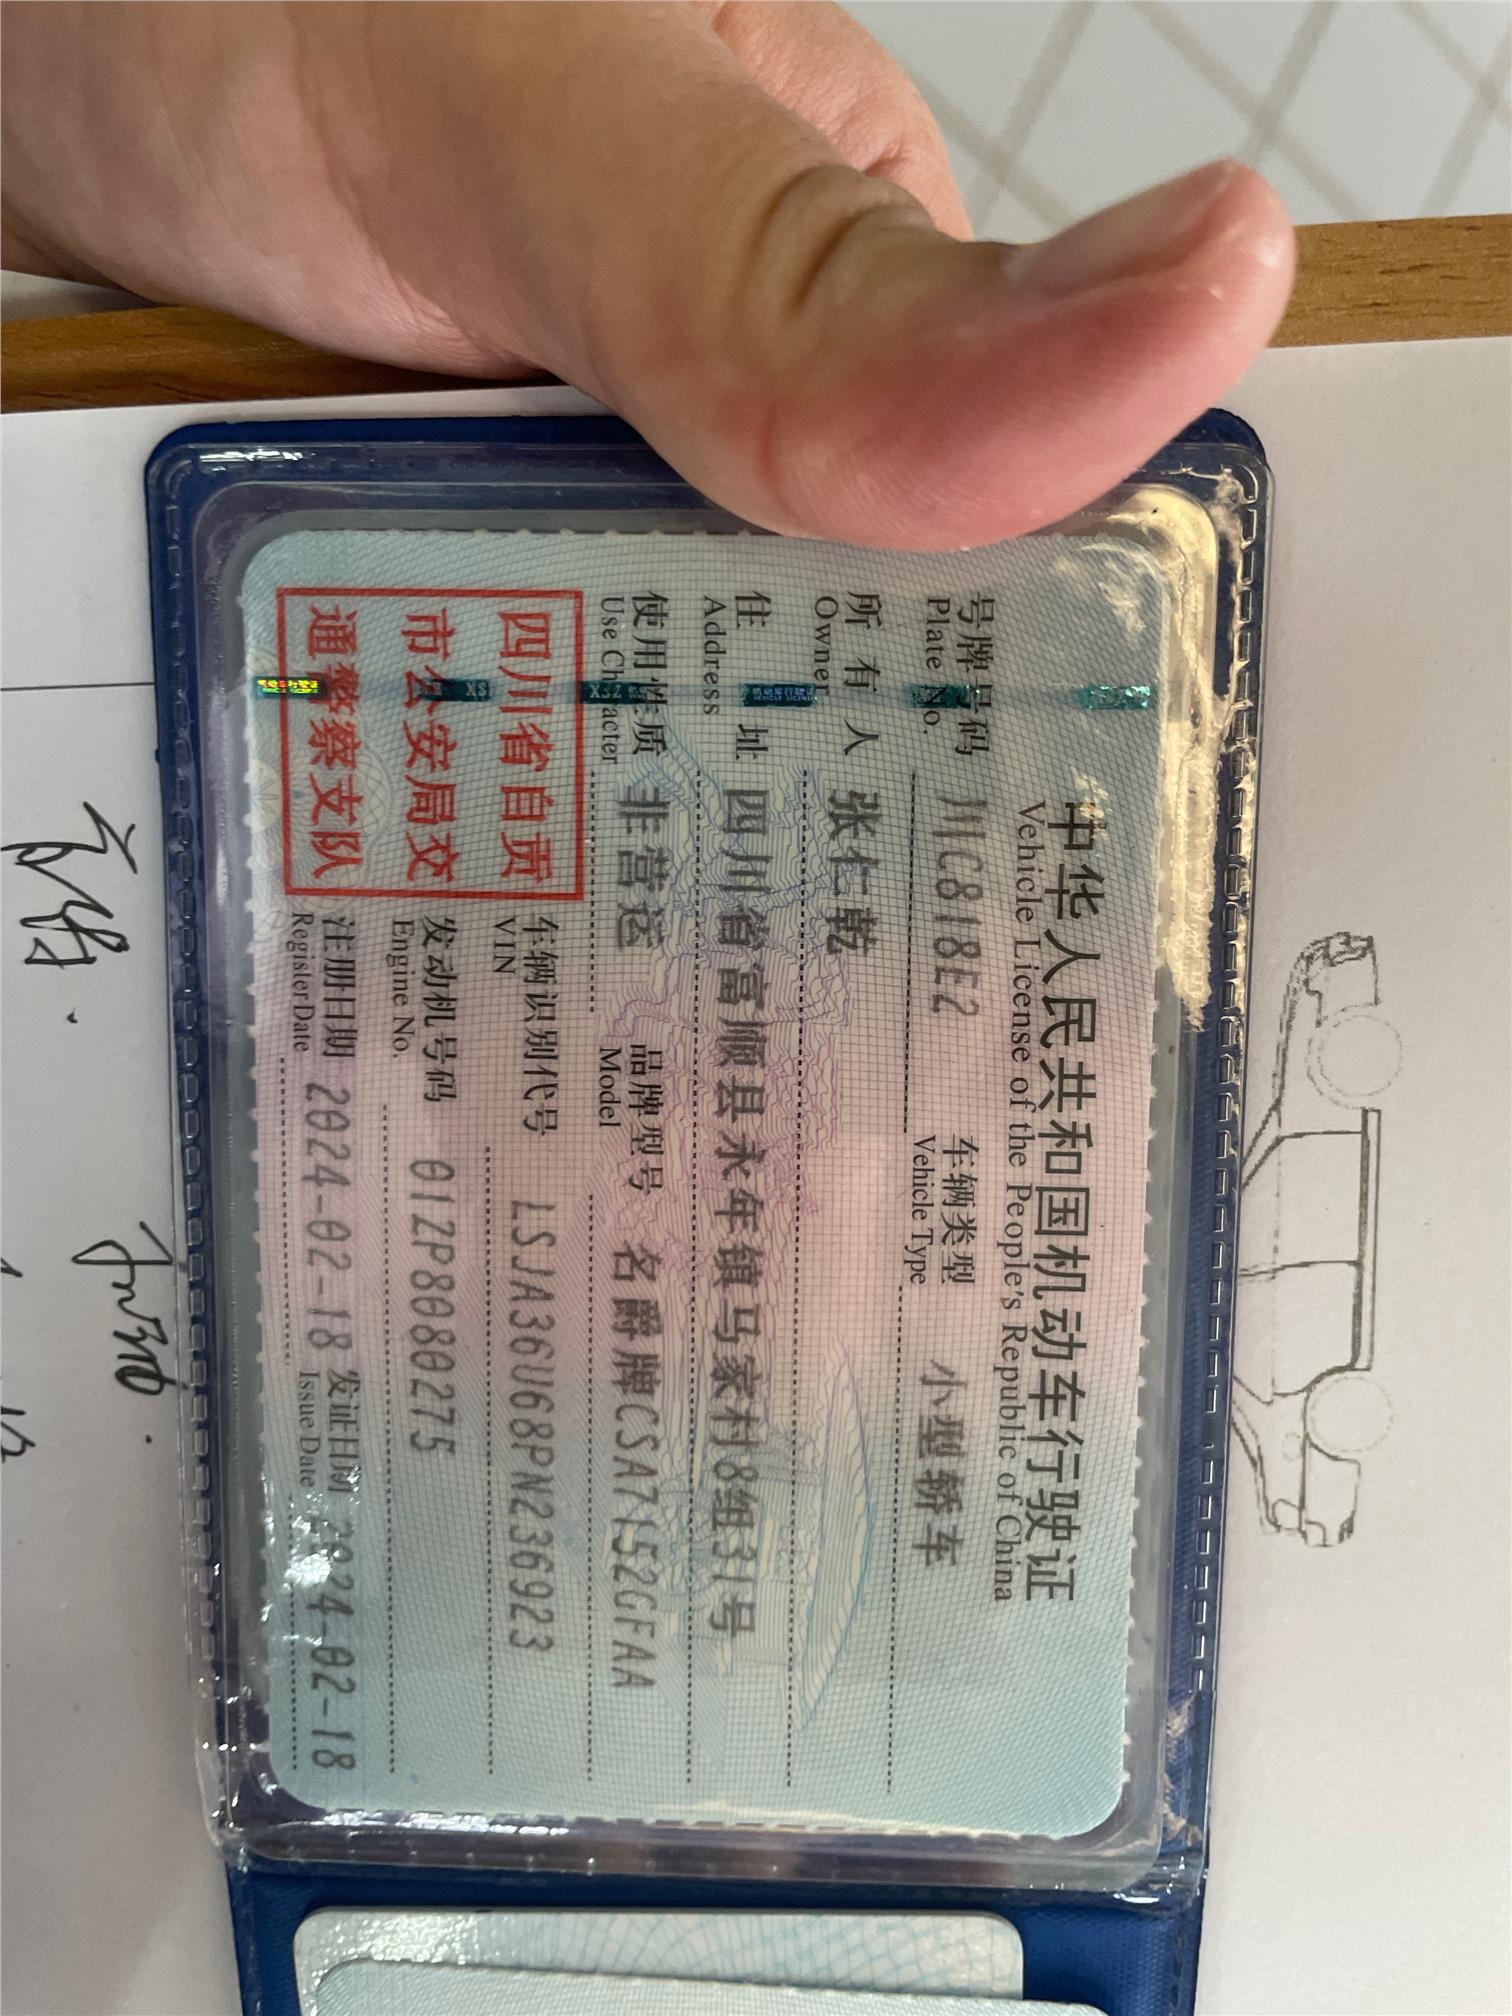 中华人民共和国机动车行驶证
Vehicle License of the People's Republic of China
号牌号码 川C818E2 车辆类型 小型轿车
Plate No. Vehicle Type
所有人 张仁乾
Owner
住址 四川省富顺县永年镇马家村8组31号
Address
使用性质 非营运 品牌型号 名爵牌CSA7152GFAA
Use Character Model
四川省自贡
市公安局交
通警察支队
车辆识别代号 LSJA36U68PN236923
VIN
发动机号码 01ZP8080275
Engine No.
注册日期 2024-02-18 发证日期 2024-02-18
Register Date Issue Date